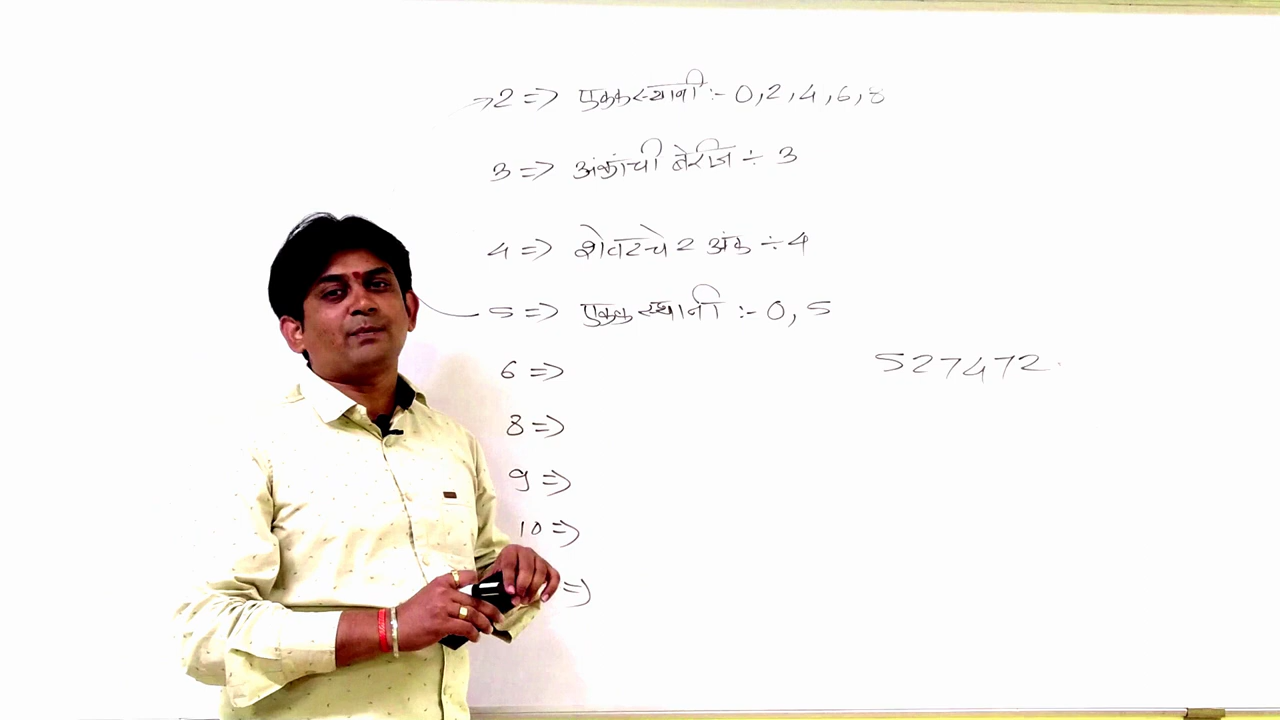 2 => एकक स्थानी :- 0, 2, 4, 6, 8
3 => अंकांची बेरीज ÷ 3
4 => शेवटचे 2 अंक ÷ 4
5 => एकक स्थानी :- 0, 5
6 =>
527472
8 =>
9 =>
10 =>
=>